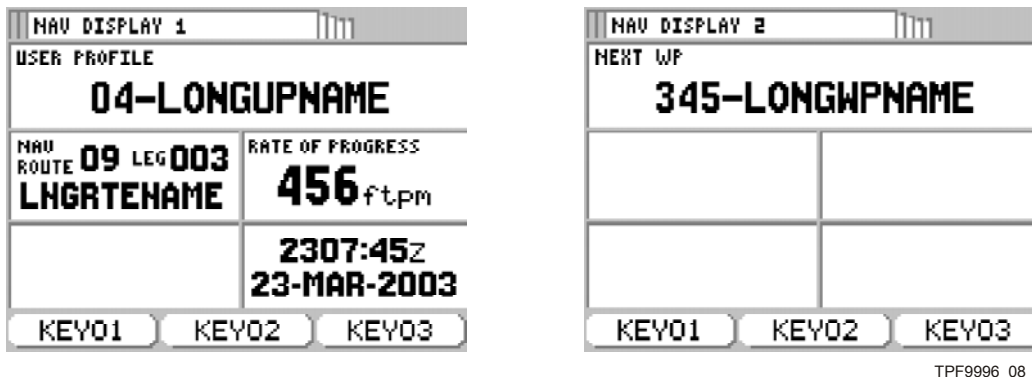 NAV DISPLAY 1
USER PROFILE
04-LONGUPNAME
NAV ROUTE 09 LEG 003
LNGRTENAME
RATE OF PROGRESS
456 ftpm
2307:45Z
23-MAR-2003
KEY01 KEY02 KEY03
NAV DISPLAY 2
NEXT WP
345-LONGWPNAME
KEY01 KEY02 KEY03
TPF9996 08